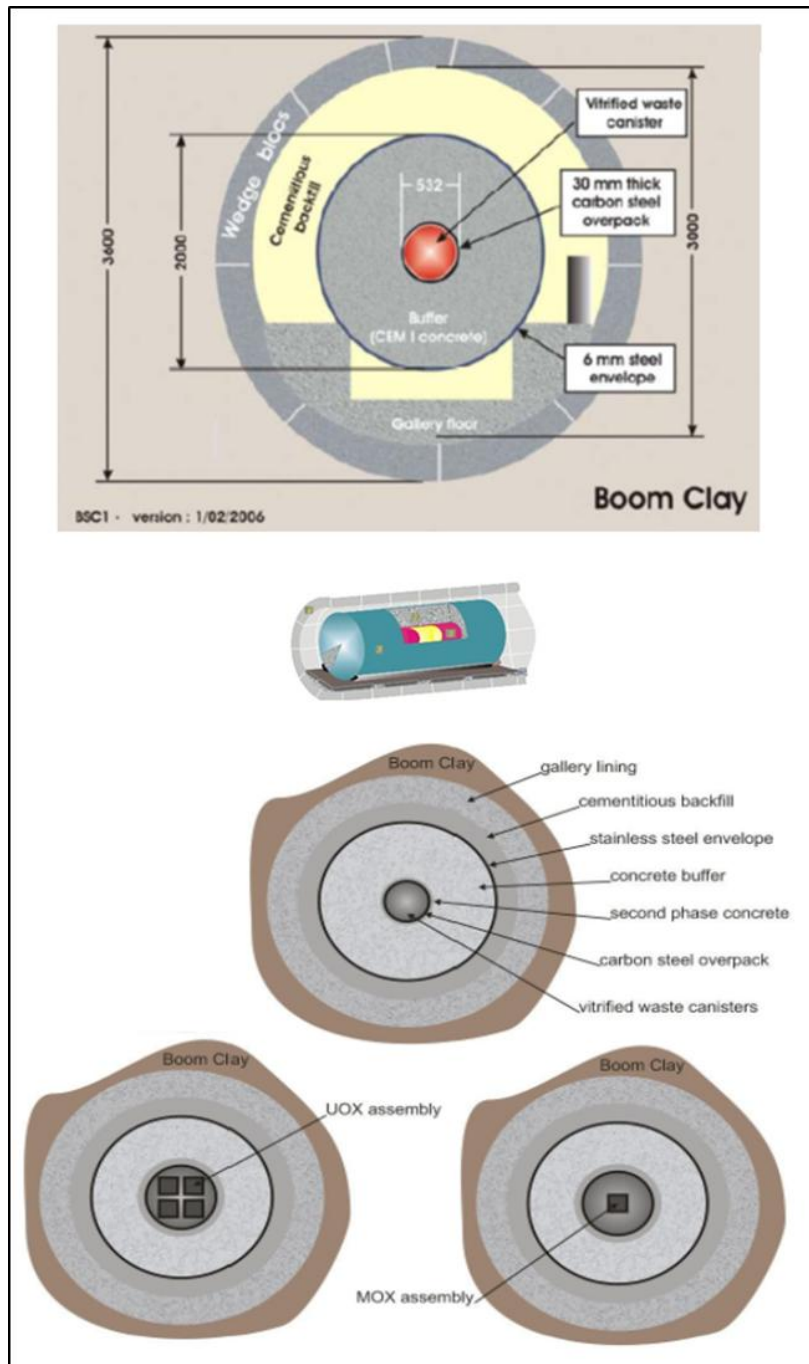 Vitrified waste
canister
30 mm thick
carbon steel
overpack
Wedge blocs
Cementitious
backfill
532
3600
2000
3000
Buffer
(CEM I concrete)
6 mm steel
envelope
Gallery floor
Boom Clay
BSC1 - version : 1/02/2006
Boom Clay
gallery lining
cementitious backfill
stainless steel envelope
concrete buffer
second phase concrete
carbon steel overpack
vitrified waste canisters
Boom Clay
UOX assembly
Boom Clay
MOX assembly